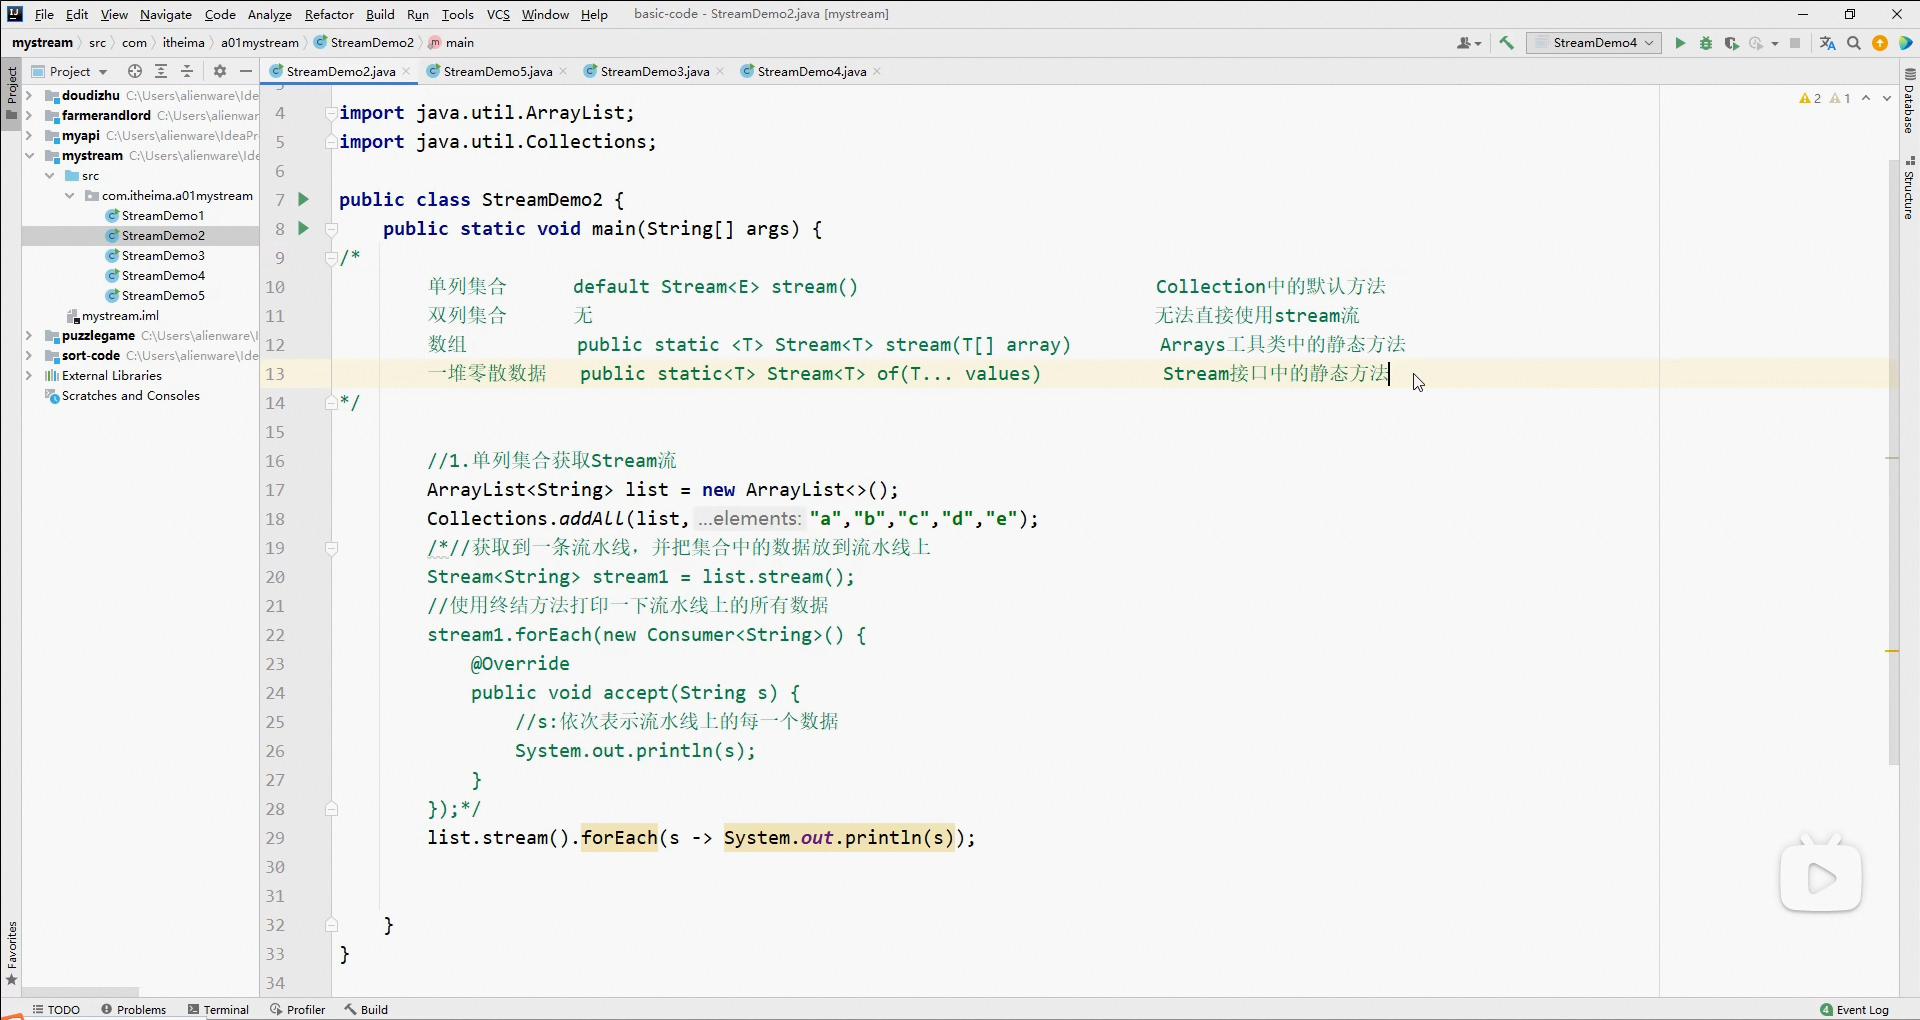 File Edit View Navigate Code Analyze Refactor Build Run Tools VCS Window Help basic-code - StreamDemo2.java [mystream]
mystream src com itheima a01mystream StreamDemo2 main StreamDemo4
Project StreamDemo2.java StreamDemo5.java StreamDemo3.java StreamDemo4.java
Project
Favorites
Database
Structure
doudizhu C:\Users\alienware\Ide
farmerandlord C:\Users\alienwar
myapi C:\Users\alienware\IdeaPr
mystream C:\Users\alienware\Ide
src
com.itheima.a01mystream
StreamDemo1
StreamDemo2
StreamDemo3
StreamDemo4
StreamDemo5
mystream.iml
puzzlegame C:\Users\alienware\I
sort-code C:\Users\alienware\Ide
External Libraries
Scratches and Consoles
2 1
4 import java.util.ArrayList;
5 import java.util.Collections;
6
7 public class StreamDemo2 {
8 public static void main(String[] args) {
9 /*
10 单列集合 default Stream<E> stream() Collection中的默认方法
11 双列集合 无 无法直接使用stream流
12 数组 public static <T> Stream<T> stream(T[] array) Arrays工具类中的静态方法
13 一堆零散数据 public static<T> Stream<T> of(T... values) Stream接口中的静态方法
14 */
15
16 //1.单列集合获取Stream流
17 ArrayList<String> list = new ArrayList<>();
18 Collections.addAll(list, ...elements: "a","b","c","d","e");
19 /*//获取到一条流水线，并把集合中的数据放到流水线上
20 Stream<String> stream1 = list.stream();
21 //使用终结方法打印一下流水线上的所有数据
22 stream1.forEach(new Consumer<String>() {
23 @Override
24 public void accept(String s) {
25 //s:依次表示流水线上的每一个数据
26 System.out.println(s);
27 }
28 });*/
29 list.stream().forEach(s -> System.out.println(s));
30
31
32 }
33 }
34
TODO Problems Terminal Profiler Build 4 Event Log